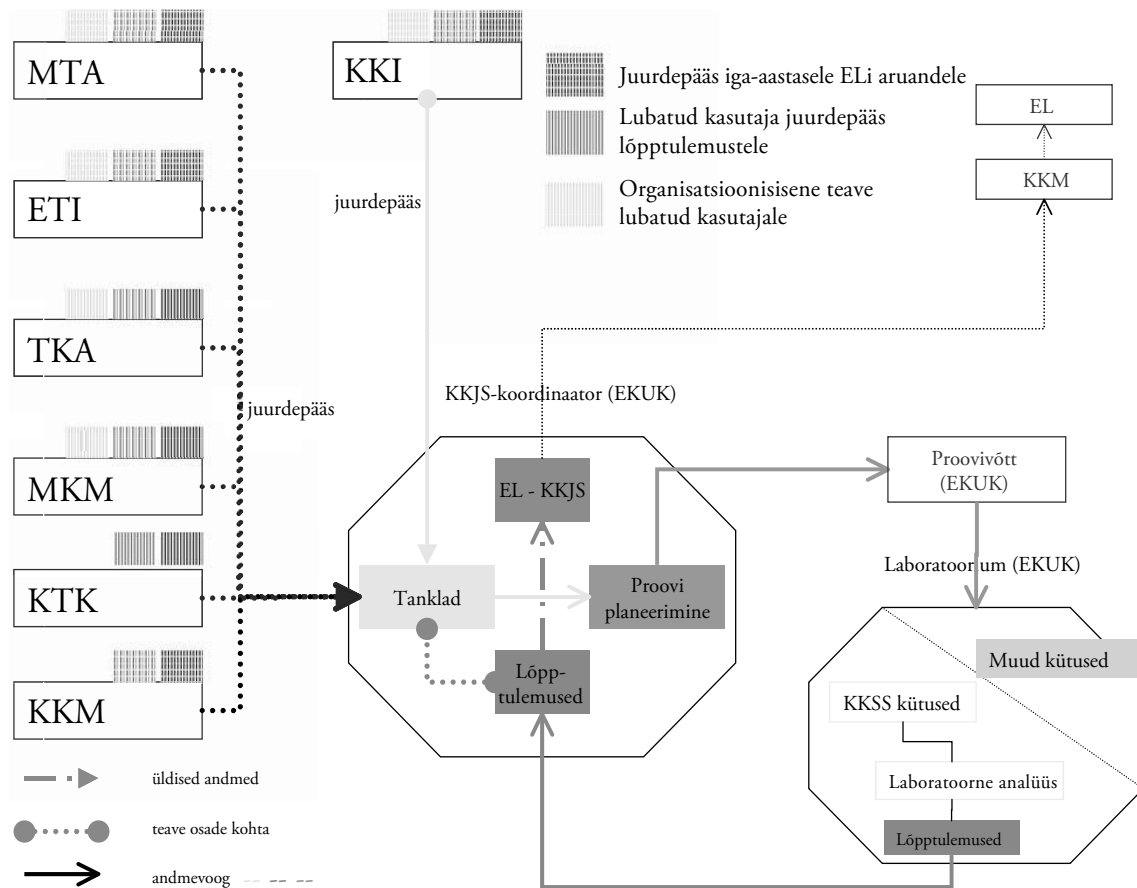 MTA
KKI
Juurdepääs iga-aastasele ELi aruandele
Lubatud kasutaja juurdepääs
lõpptulemustele
Organisatsioonisisene teave
lubatud kasutajale
EL
KKM
ETI
juurdepääs
TKA
juurdepääs
MKM
KTK
KKM
KKJS-koordinaator (EKUK)
EL - KKJS
Tanklad
Proovi
planeerimine
Lõpp-
tulemused
Proovivõtt
(EKUK)
Laboratoorium (EKUK)
Muud kütused
KKSS kütused
Laboratoorne analüüs
Lõpptulemused
üldised andmed
teave osade kohta
andmevoog